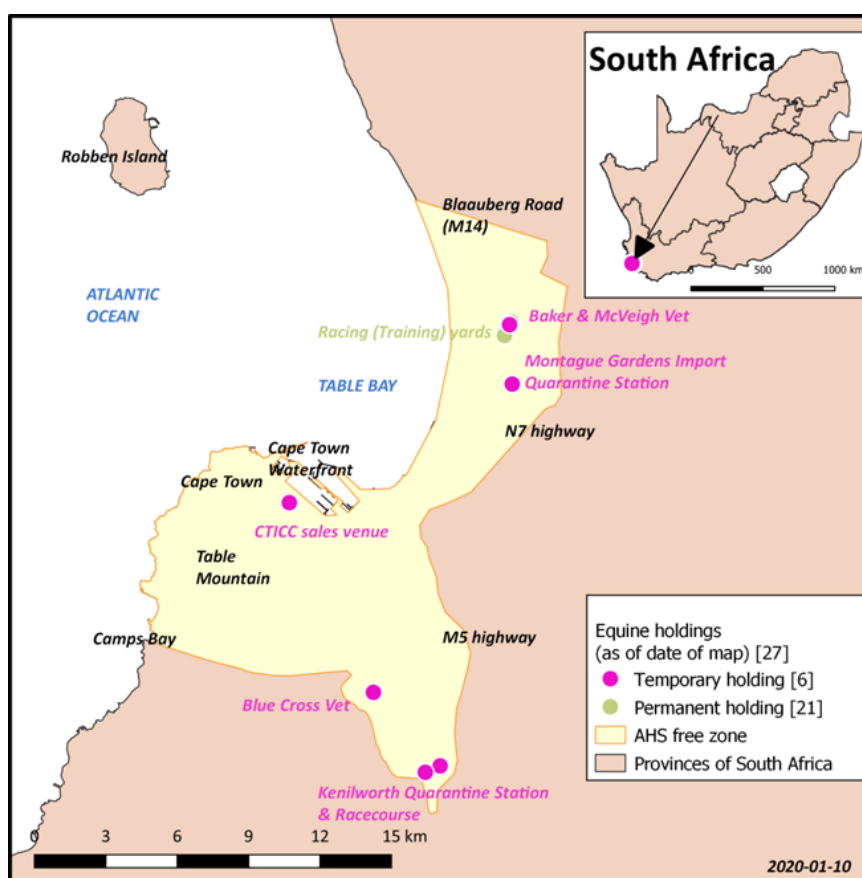 South Africa
0
500
1000 km
Robben Island
Blaauberg Road
(M14)
ATLANTIC
OCEAN
Baker & McVeigh Vet
Racing (Training) yards
Montague Gardens Import
Quarantine Station
TABLE BAY
N7 highway
Cape Town
Waterfront
Cape Town
CTICC sales venue
Table
Mountain
Camps Bay
M5 highway
Blue Cross Vet
Kenilworth Quarantine Station
& Racecourse
Equine holdings
(as of date of map) [27]
Temporary holding [6]
Permanent holding [21]
AHS free zone
Provinces of South Africa
0 3 6 9 12 15 km
2020-01-10